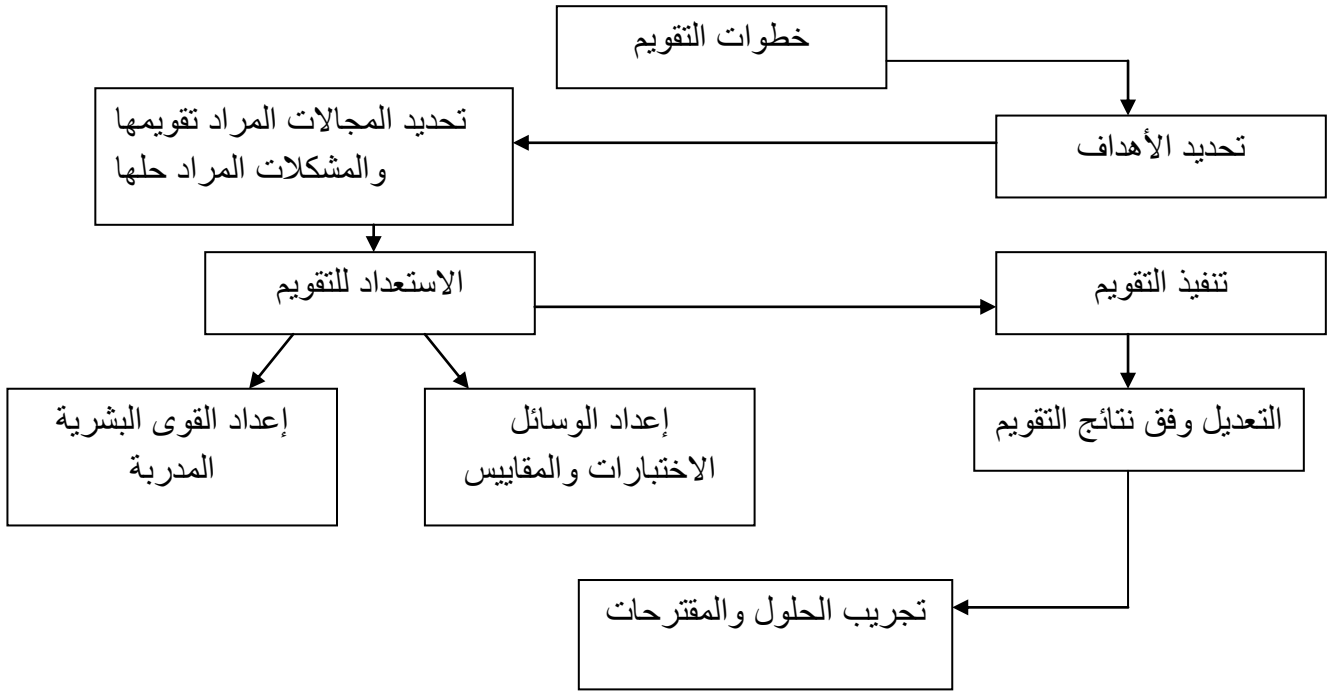 خطوات التقويم
تحديد الأهداف
تحديد المجالات المراد تقويمها
والمشكلات المراد حلها
الاستعداد للتقويم
إعداد الوسائل
الاختبارات والمقاييس
إعداد القوى البشرية
المدربة
تنفيذ التقويم
التعديل وفق نتائج التقويم
تجريب الحلول والمقترحات